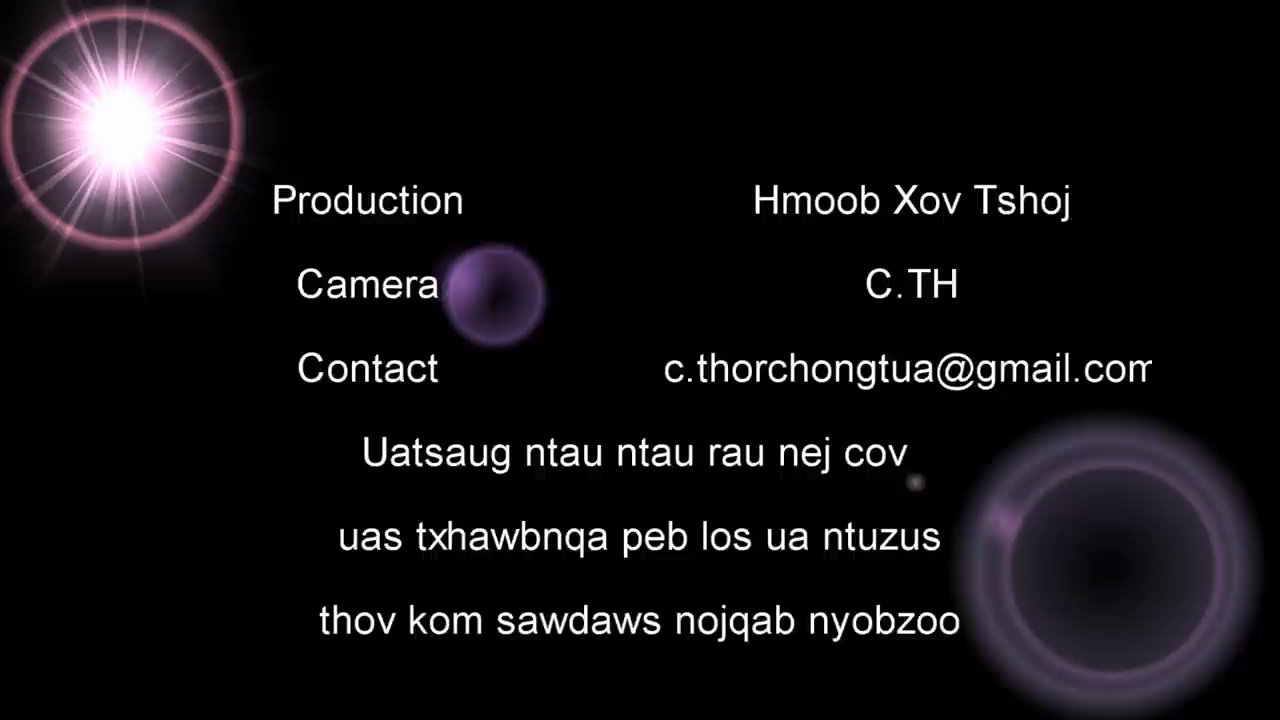 Production Hmoob Xov Tshoj
Camera C.TH
Contact c.thorchongtua@gmail.com
Uatsaug ntau ntau rau nej cov
uas txhawbnqa peb los ua ntuzus
thov kom sawdaws nojqab nyobzoo